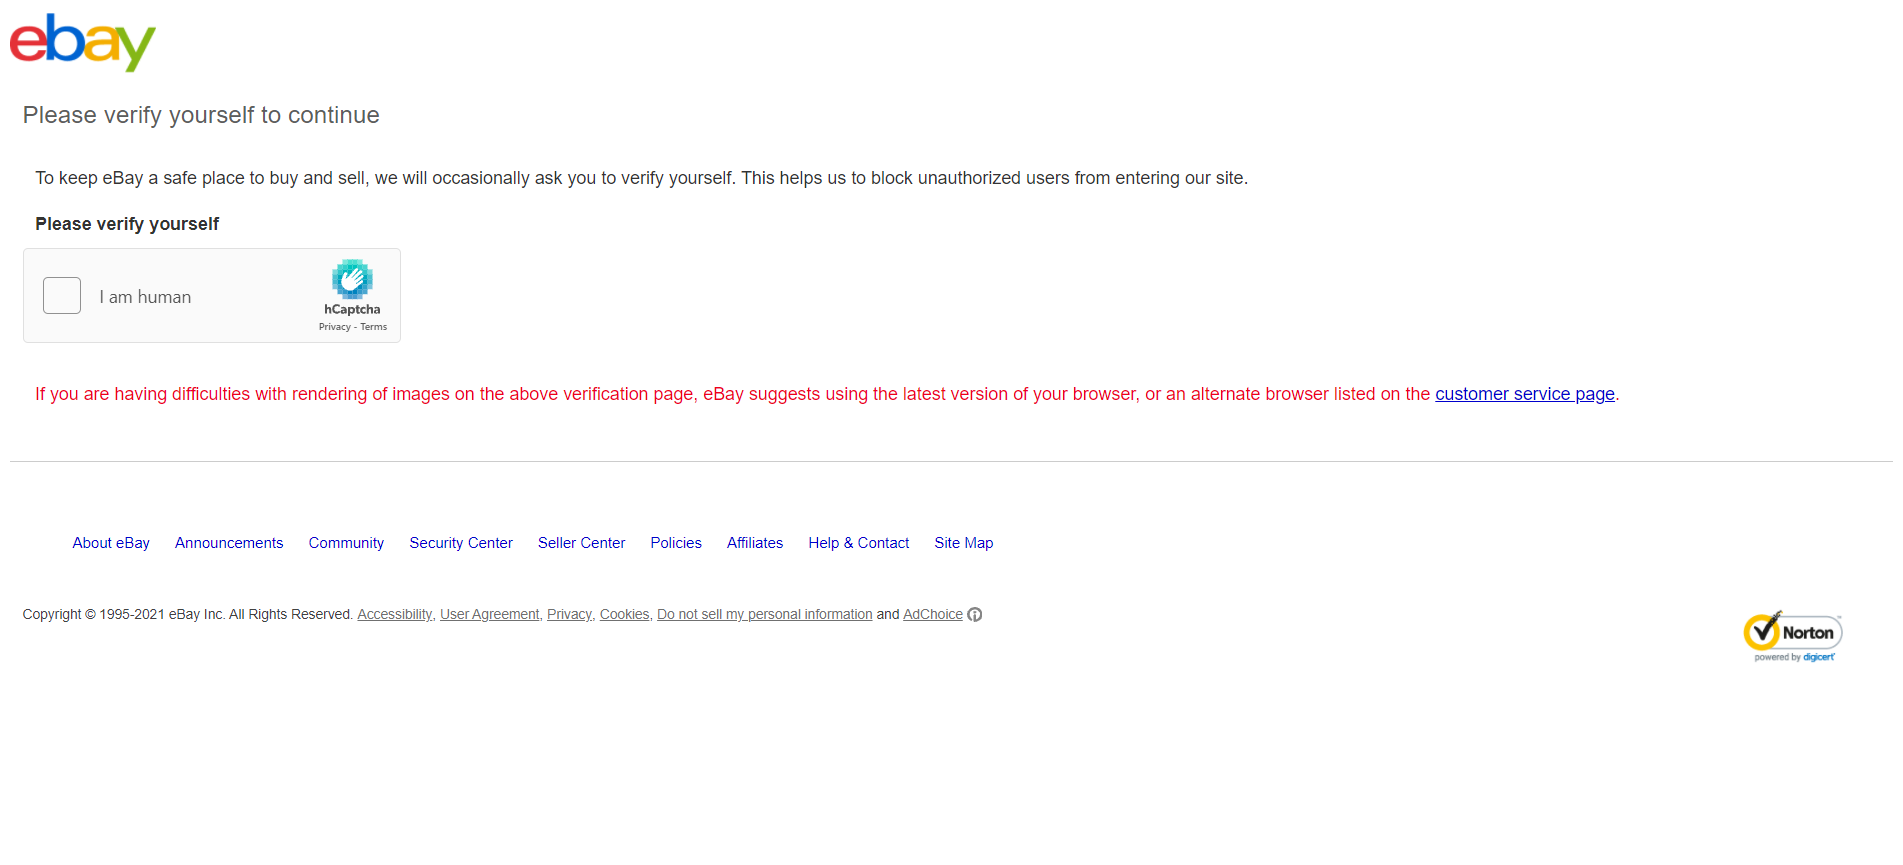 ebay
Please verify yourself to continue
To keep eBay a safe place to buy and sell, we will occasionally ask you to verify yourself. This helps us to block unauthorized users from entering our site.
Please verify yourself
I am human
hCaptcha
Privacy - Terms
If you are having difficulties with rendering of images on the above verification page, eBay suggests using the latest version of your browser, or an alternate browser listed on the customer service page.
About eBay Announcements Community Security Center Seller Center Policies Affiliates Help & Contact Site Map
Copyright © 1995-2021 eBay Inc. All Rights Reserved. Accessibility, User Agreement, Privacy, Cookies, Do not sell my personal information and AdChoice
Norton
powered by digicert